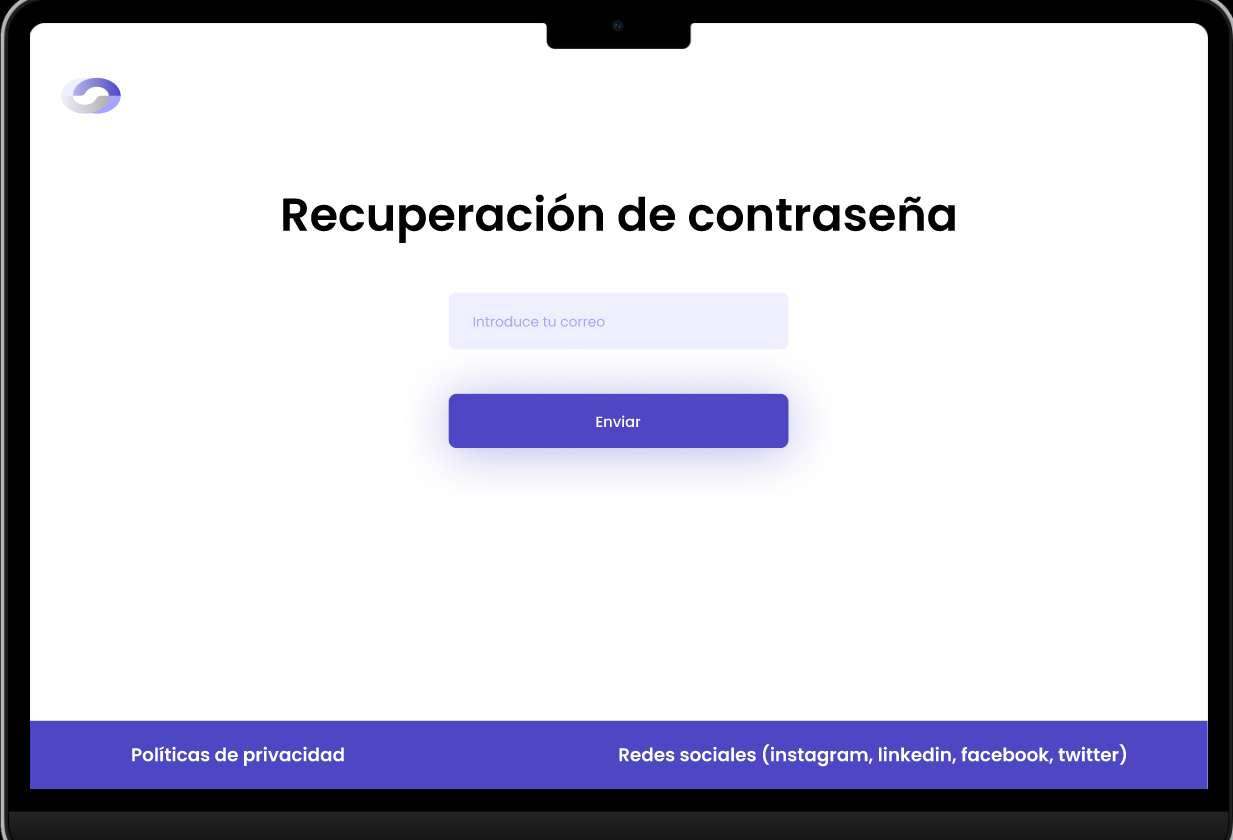 Recuperación de contraseña
Introduce tu correo
Enviar
Políticas de privacidad
Redes sociales (instagram, linkedin, facebook, twitter)